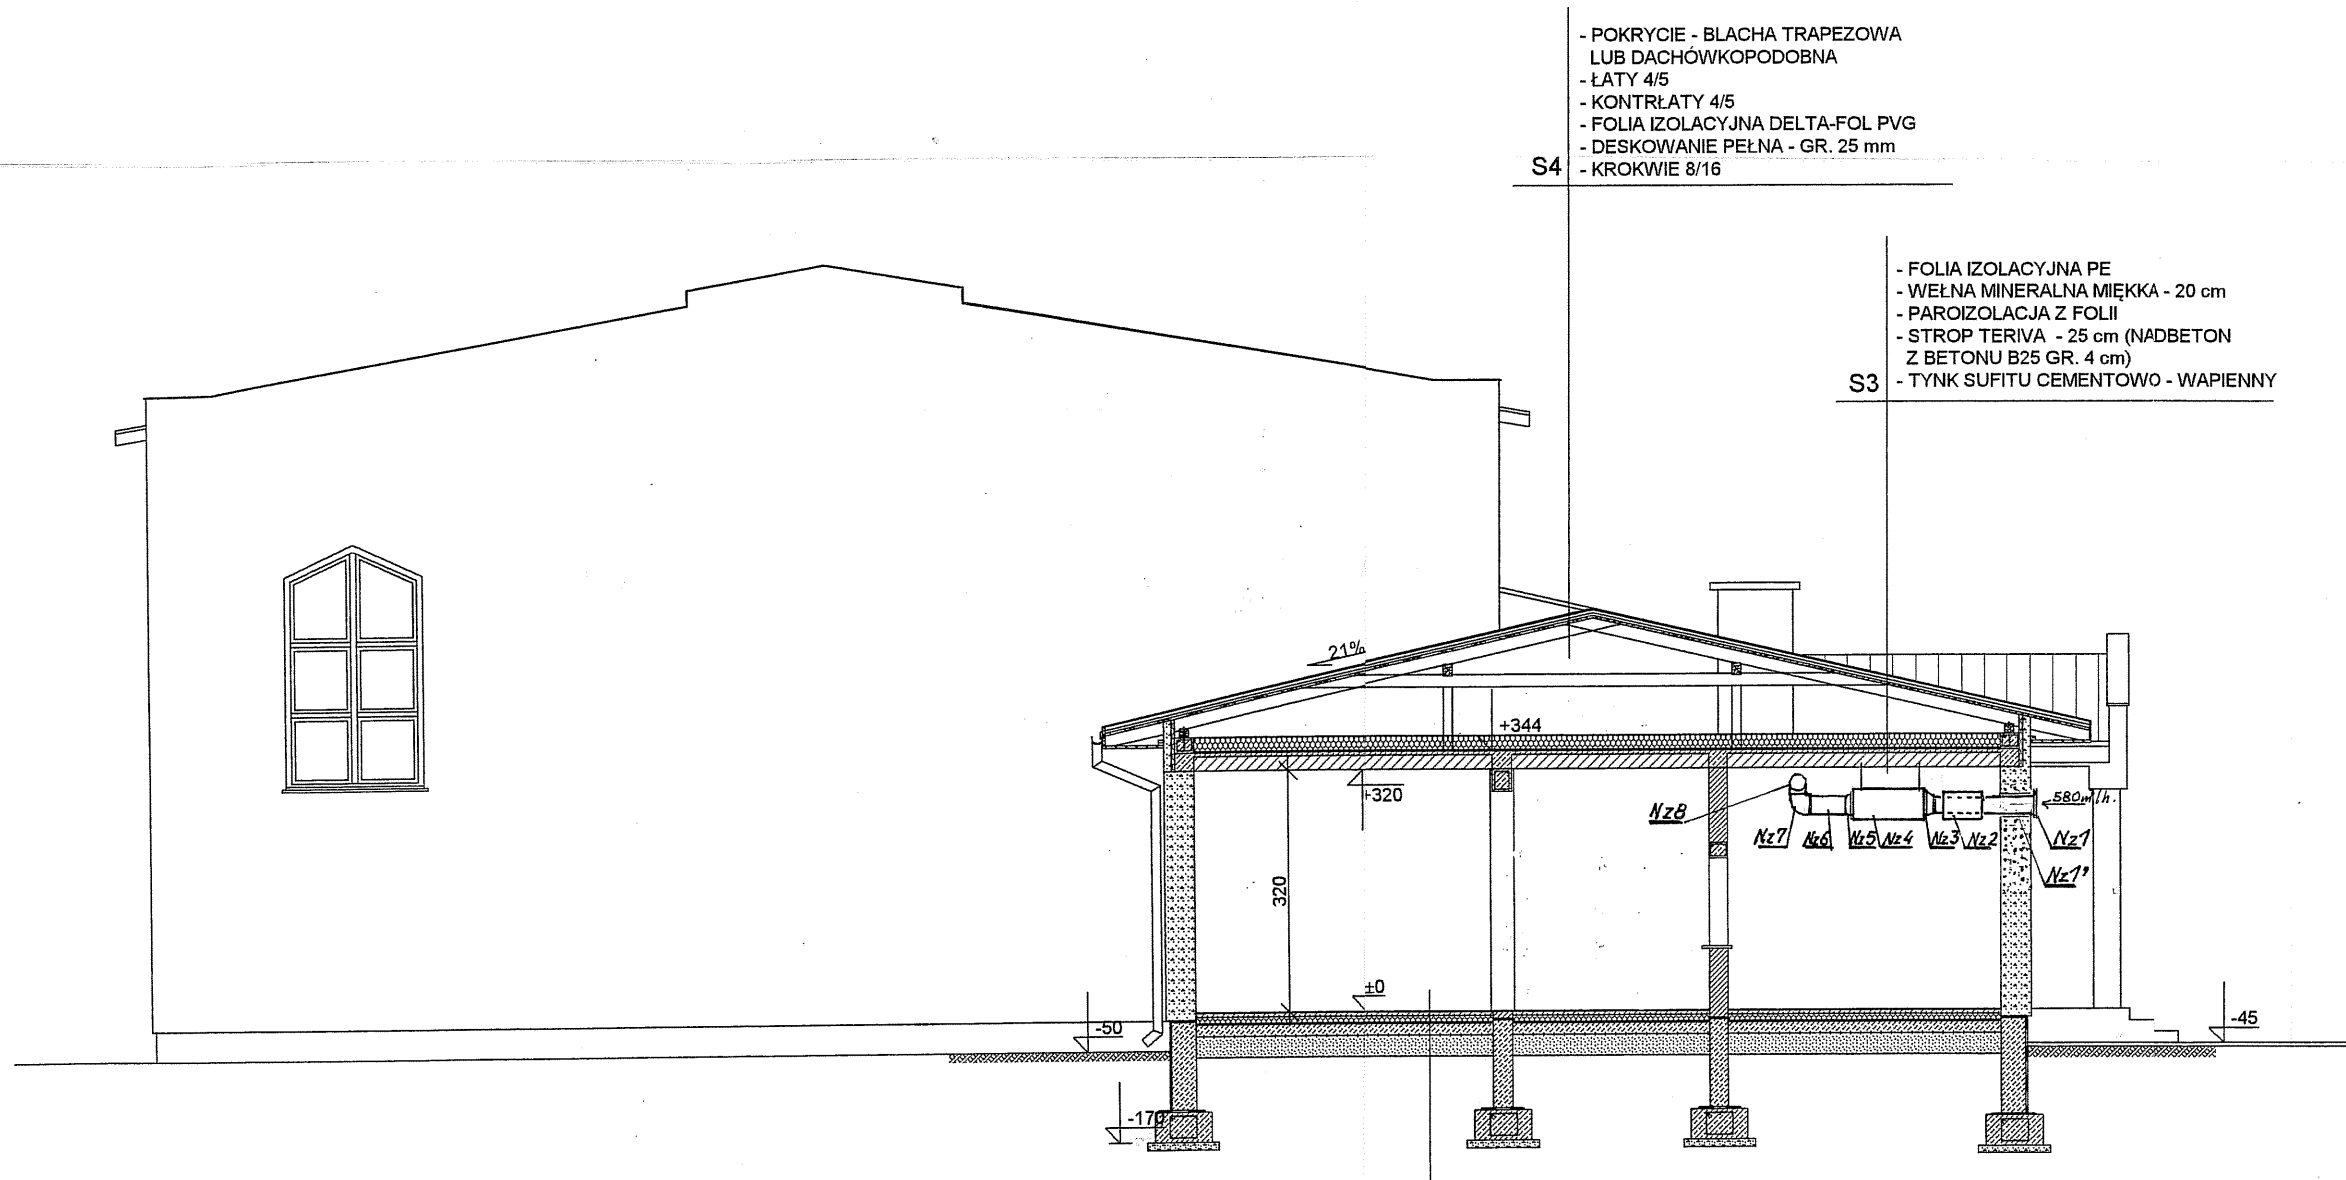 - POKRYCIE - BLACHA TRAPEZOWA
LUB DACHÓWKOPODOBNA
- ŁATY 4/5
- KONTRŁATY 4/5
- FOLIA IZOLACYJNA DELTA-FOL PVG
- DESKOWANIE PEŁNA - GR. 25 mm
S4 - KROKWIE 8/16
- FOLIA IZOLACYJNA PE
- WEŁNA MINERALNA MIĘKKA - 20 cm
- PAROIZOLACJA Z FOLII
- STROP TERIVA - 25 cm (NADBETON
Z BETONU B25 GR. 4 cm)
S3 - TYNK SUFITU CEMENTOWO - WAPIENNY
21%
+344
+320
Nz8
Nz7
Nz6
Nz5
Nz4
Nz3
Nz2
580m³/h.
Nz1
Nz1'
320
±0
-50
-45
-170